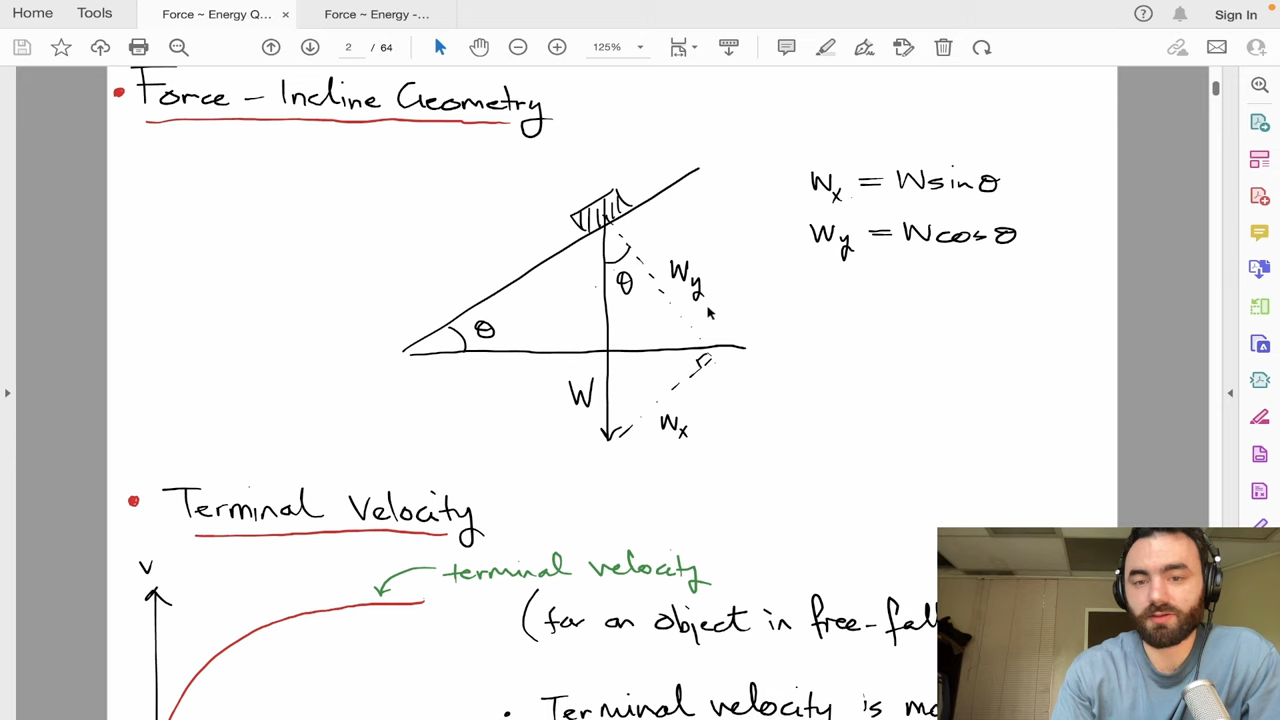 Home Tools Force ~ Energy Q... × Force ~ Energy -... Sign In
2 / 64 125%
• Force – Incline Geometry
Wx = Wsinθ
Wy = Wcosθ
θ
Wy
θ
W
Wx
• Terminal Velocity
v
terminal velocity
(for an object in free-fall
• Terminal velocity is